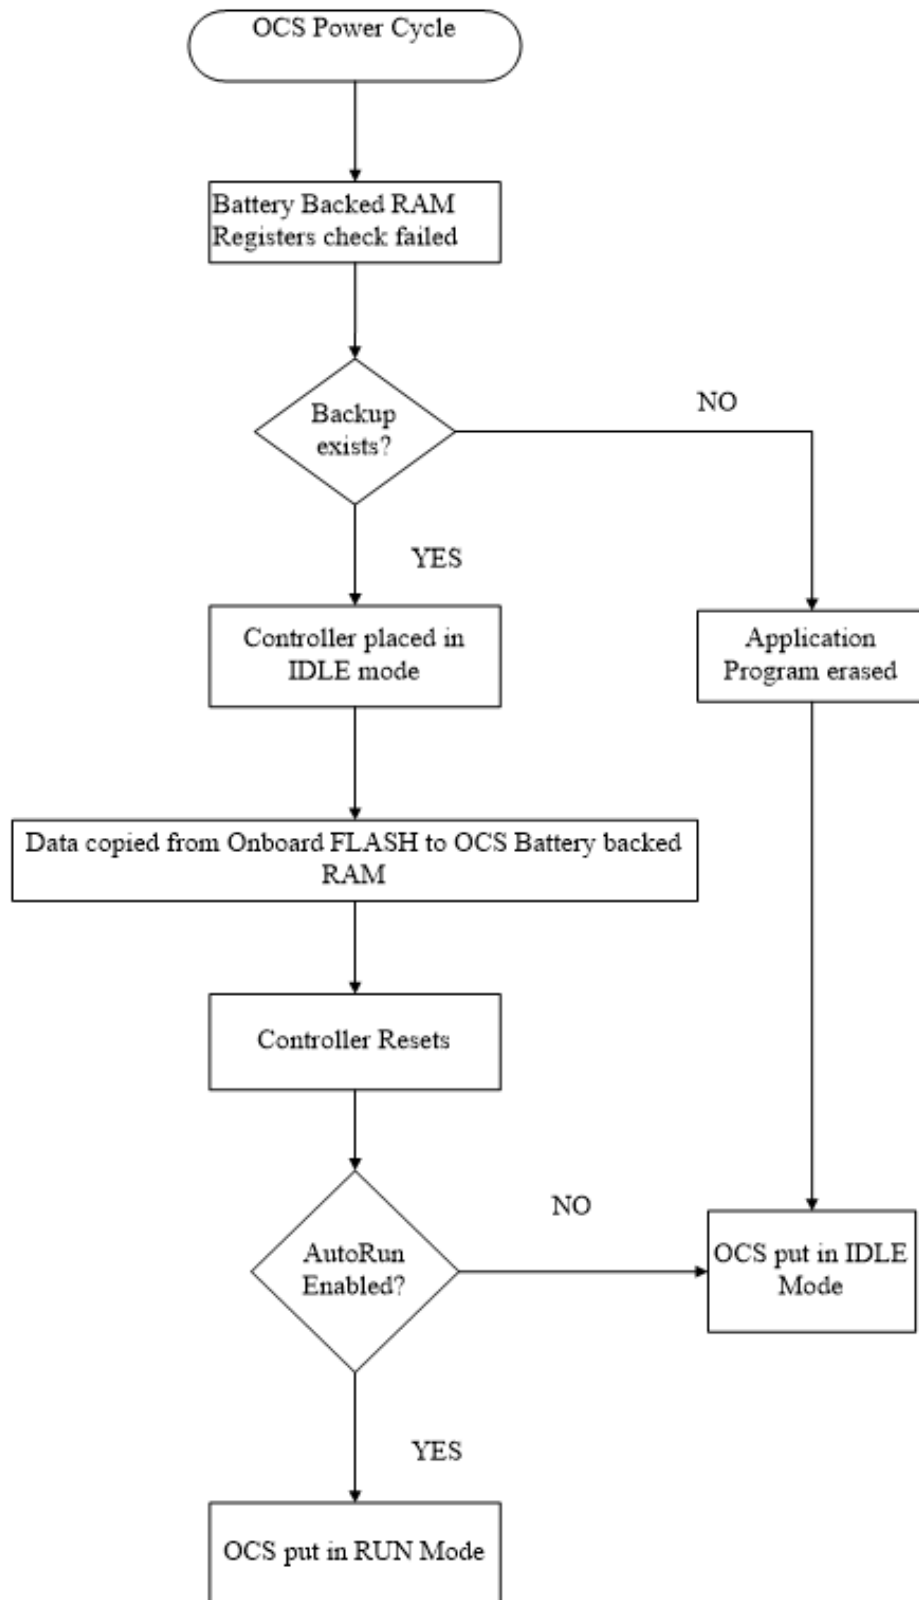 OCS Power Cycle
Battery Backed RAM
Registers check failed
Backup
exists?
NO
YES
Controller placed in
IDLE mode
Application
Program erased
Data copied from Onboard FLASH to OCS Battery backed
RAM
Controller Resets
AutoRun
Enabled?
NO
OCS put in IDLE
Mode
YES
OCS put in RUN Mode